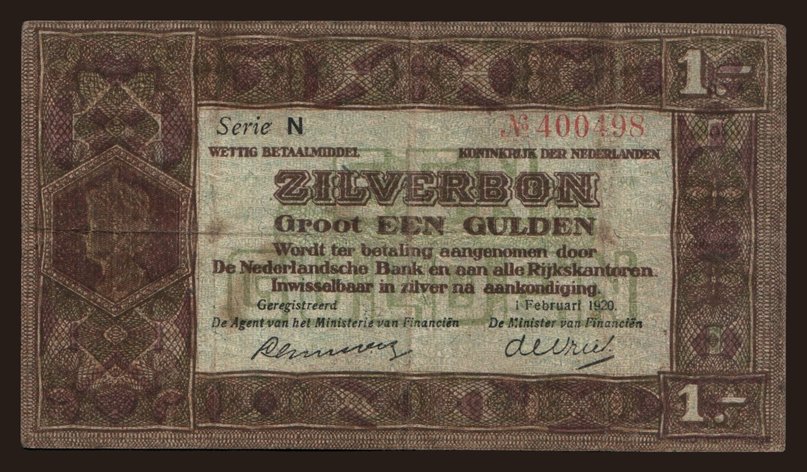 1.-
Serie N № 400498
WETTIG BETAALMIDDEL KONINKRIJK DER NEDERLANDEN
ZILVERBON
Groot EEN GULDEN
Wordt ter betaling aangenomen door
De Nederlandsche Bank en aan alle Rijkskantoren.
Inwisselbaar in zilver na aankondiging.
Geregistreerd 1 Februari 1920.
De Agent van het Ministerie van Financiën De Minister van Financiën
de Vries
1.-